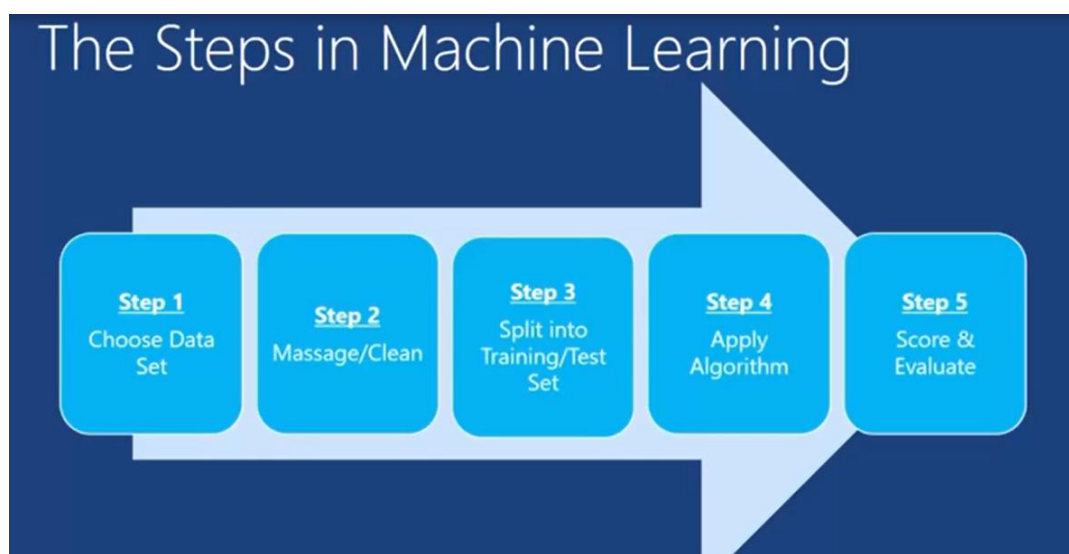 The Steps in Machine Learning
Step 1
Choose Data
Set
Step 2
Massage/Clean
Step 3
Split into
Training/Test
Set
Step 4
Apply
Algorithm
Step 5
Score &
Evaluate